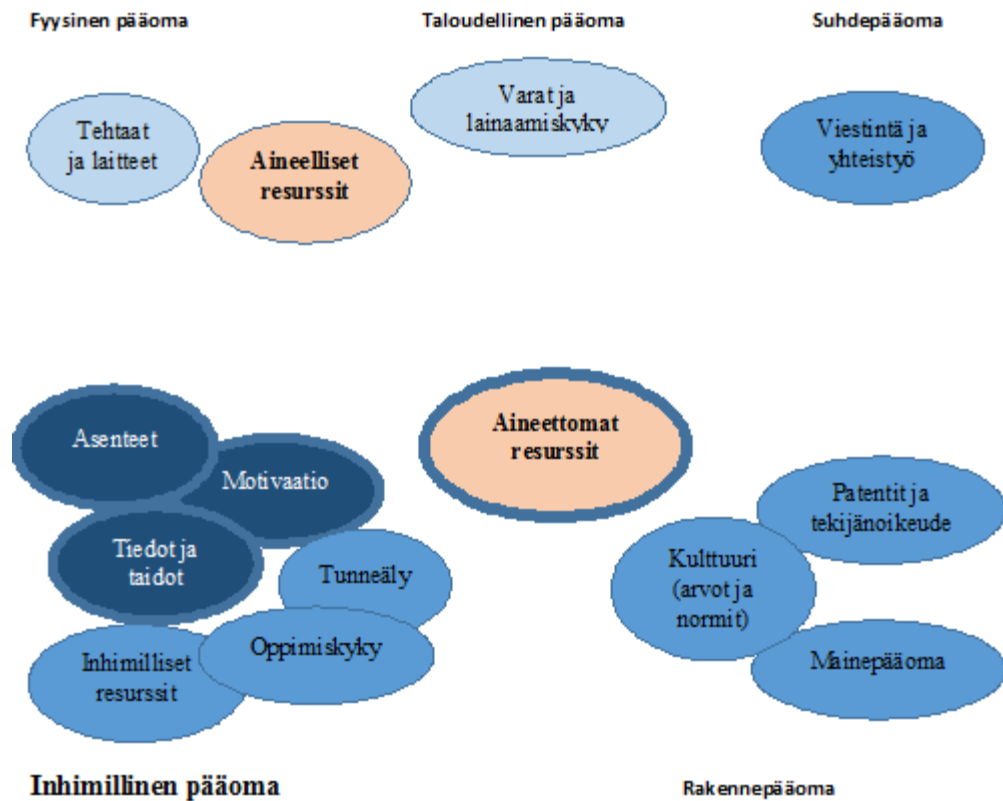 Fyysinen pääoma
Taloudellinen pääoma
Suhdepääoma
Tehtaat
ja laitteet
Aineelliset
resurssit
Varat ja
lainaamiskyky
Viestintä ja
yhteistyö
Asenteet
Motivaatio
Tiedot ja
taidot
Tunneäly
Oppimiskyky
Inhimilliset
resurssit
Aineettomat
resurssit
Patentit ja
tekijänoikeude
Kulttuuri
(arvot ja
normit)
Mainepääoma
Inhimillinen pääoma
Rakennepääoma